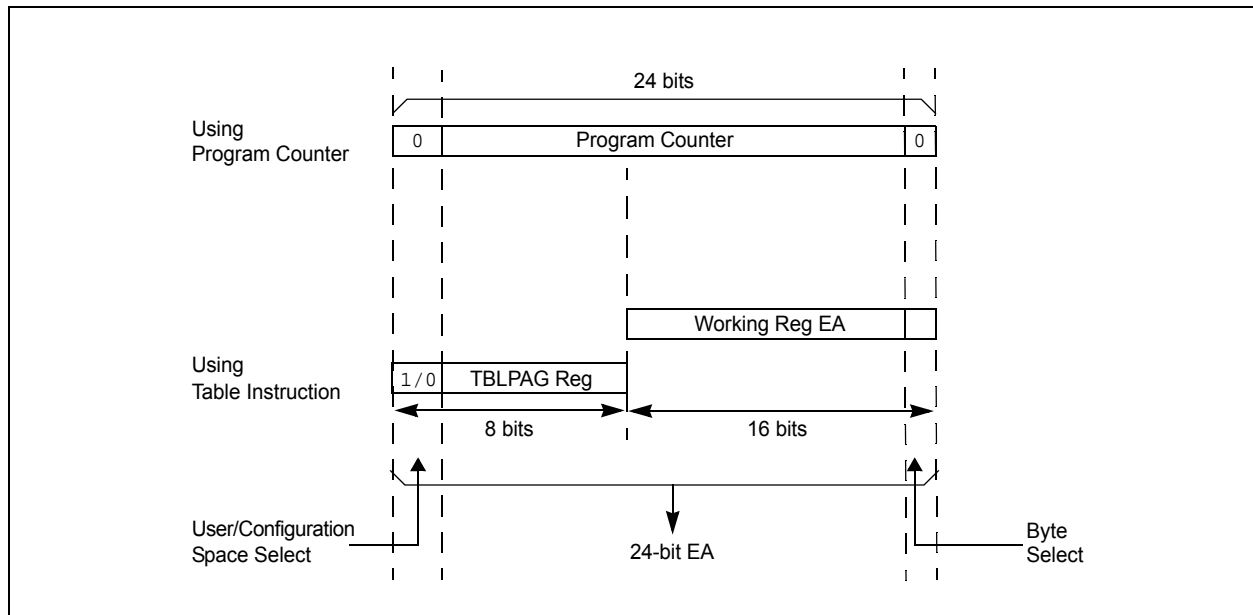 24 bits
Using
Program Counter
0
Program Counter
0
Working Reg EA
Using
Table Instruction
1/0
TBLPAG Reg
8 bits
16 bits
User/Configuration
Space Select
24-bit EA
Byte
Select